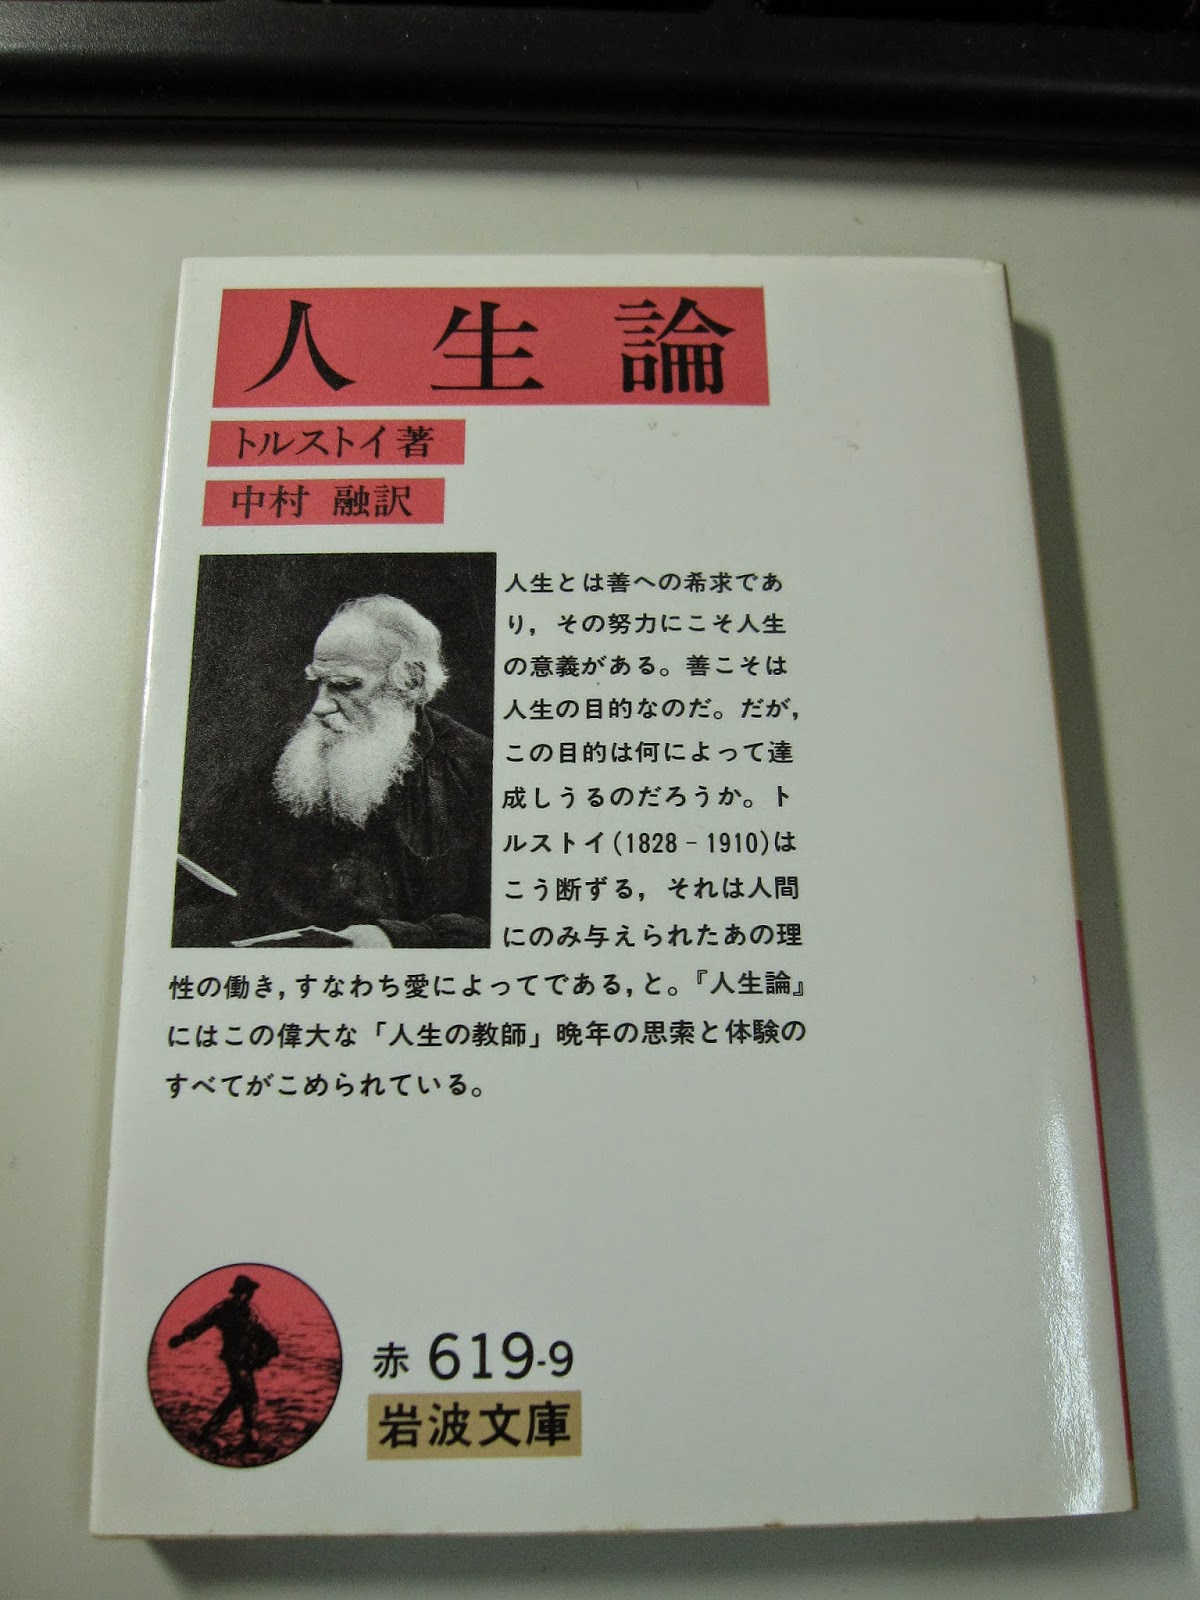 人生論
トルストイ著
中村 融訳
人生とは善への希求であ
り，その努力にこそ人生
の意義がある。善こそは
人生の目的なのだ。だが，
この目的は何によって達
成しうるのだろうか。ト
ルストイ(1828‐1910)は
こう断ずる，それは人間
にのみ与えられたあの理
性の働き，すなわち愛によってである，と。『人生論』
にはこの偉大な「人生の教師」晩年の思索と体験の
すべてがこめられている。
赤 619-9
岩波文庫